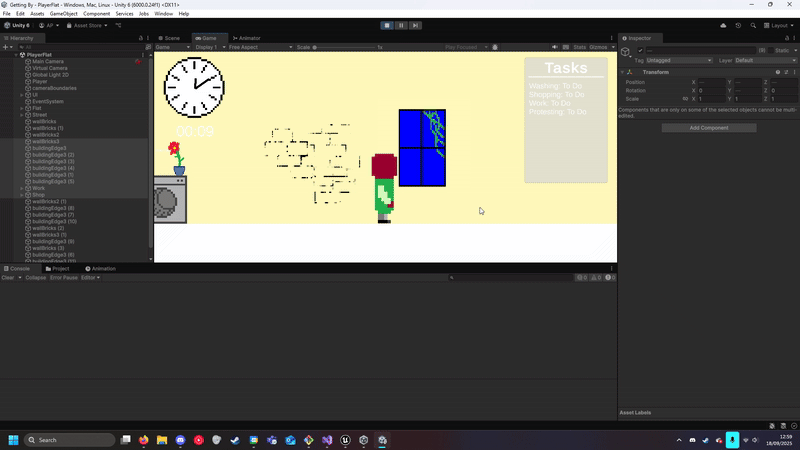 Getting By - PlayerFlat - Windows, Mac, Linux - Unity 6 (6000.0.24f1) <DX11>
File Edit Assets GameObject Component Services Jobs Window Help
Unity 6 AP Asset Store Layout
Hierarchy
All
PlayerFlat
Main Camera
Virtual Camera
Global Light 2D
Player
cameraBoundaries
UI
EventSystem
Flat
Street
wallBricks
wallBricks (1)
wallBricks2
wallBricks3
buildingEdge3
buildingEdge3 (2)
buildingEdge3 (3)
buildingEdge3 (4)
buildingEdge3 (5)
buildingEdge3 (5)
Work
Shop
wallBricks2 (1)
buildingEdge3 (8)
buildingEdge3 (7)
buildingEdge3 (10)
wallBricks (2)
wallBricks3 (1)
buildingEdge3 (9)
wallBricks (3)
buildingEdge3 (6)
buildingEdge3 (11)
Scene Game Animator
Game Display 1 Free Aspect Scale 1x Play Focused Stats Gizmos
00:09
Tasks
Washing: To Do
Shopping: To Do
Work: To Do
Protesting: To Do
Inspector
Static
Tag Untagged Layer Default
Transform
Position X Y Z
Rotation X 0 Y 0 Z 0
Scale X 1 Y 1 Z 1
Components that are only on some of the selected objects cannot be multi-edited.
Add Component
Console Project Animation
Clear Collapse Error Pause Editor
0 0 0
Asset Labels
Search
12:59
18/09/2025